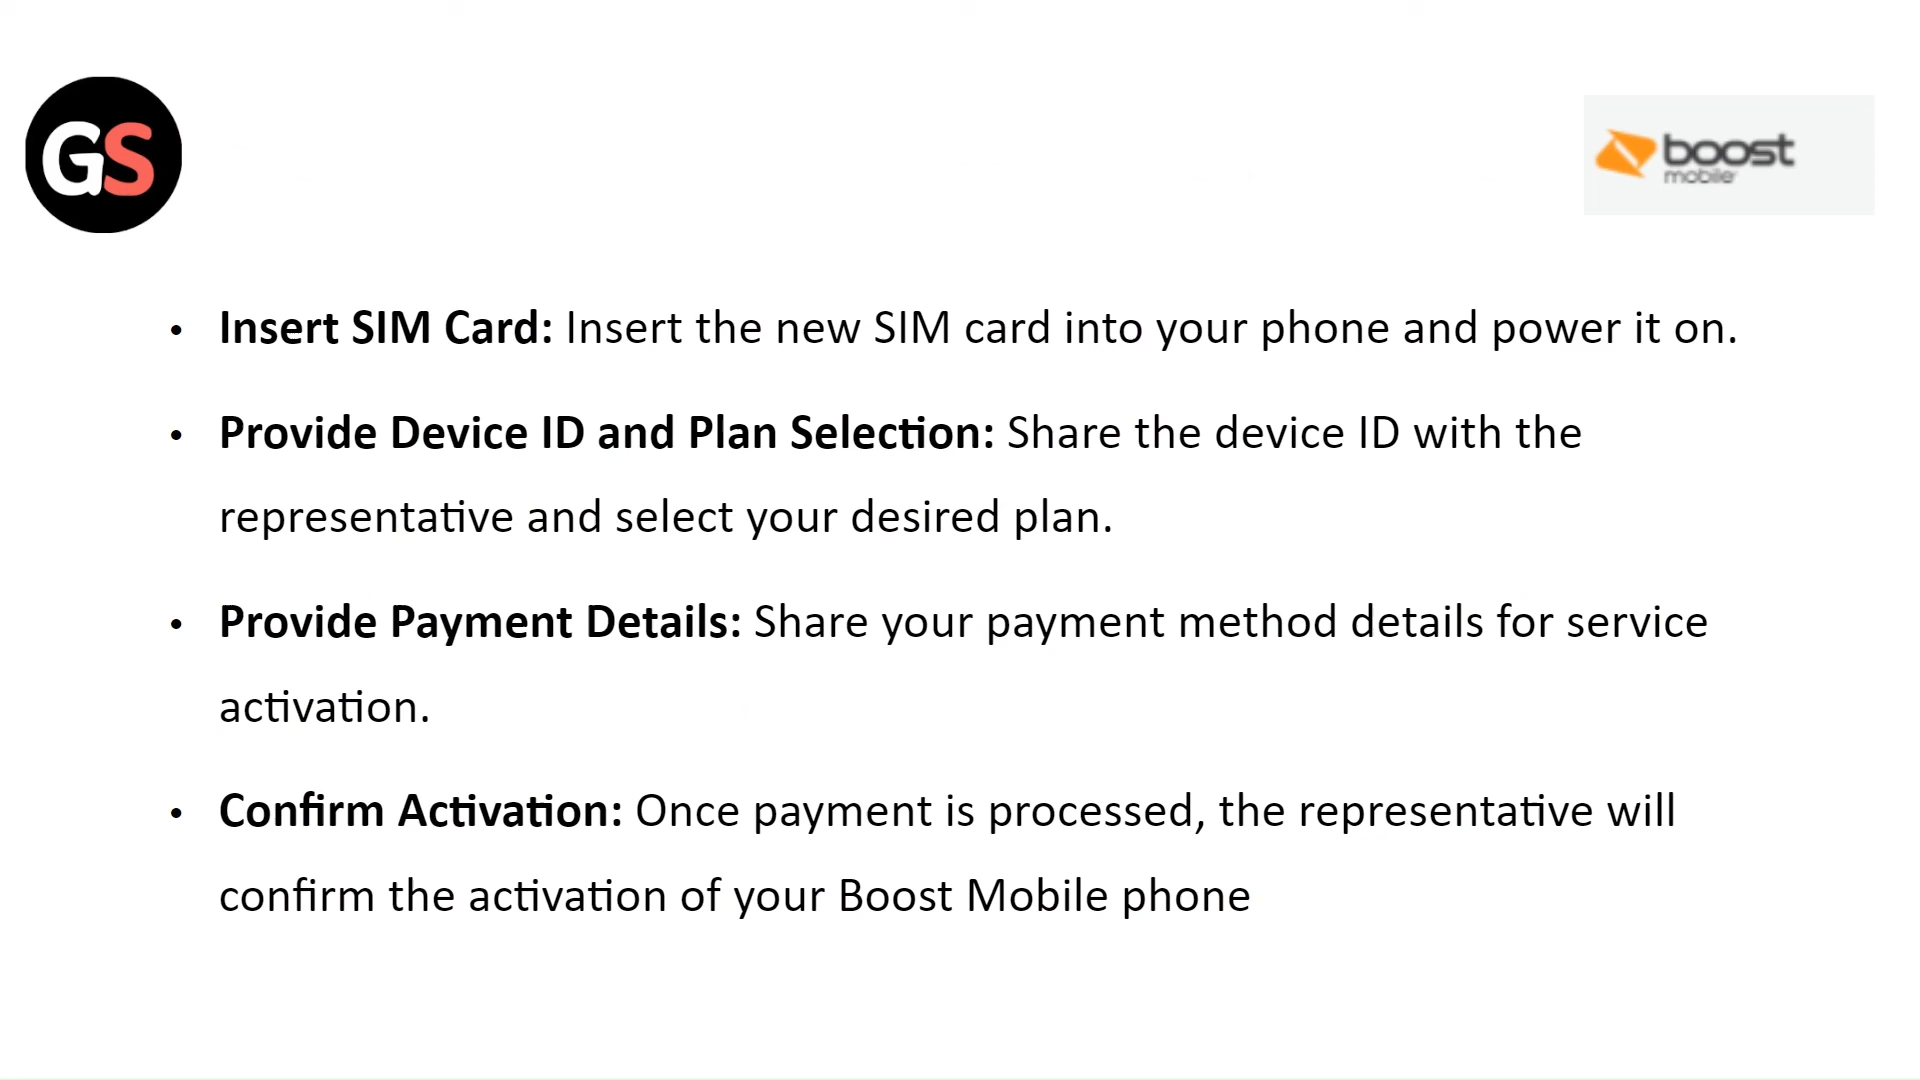 GS
boost
mobile
• Insert SIM Card: Insert the new SIM card into your phone and power it on.
• Provide Device ID and Plan Selection: Share the device ID with the
representative and select your desired plan.
• Provide Payment Details: Share your payment method details for service
activation.
• Confirm Activation: Once payment is processed, the representative will
confirm the activation of your Boost Mobile phone